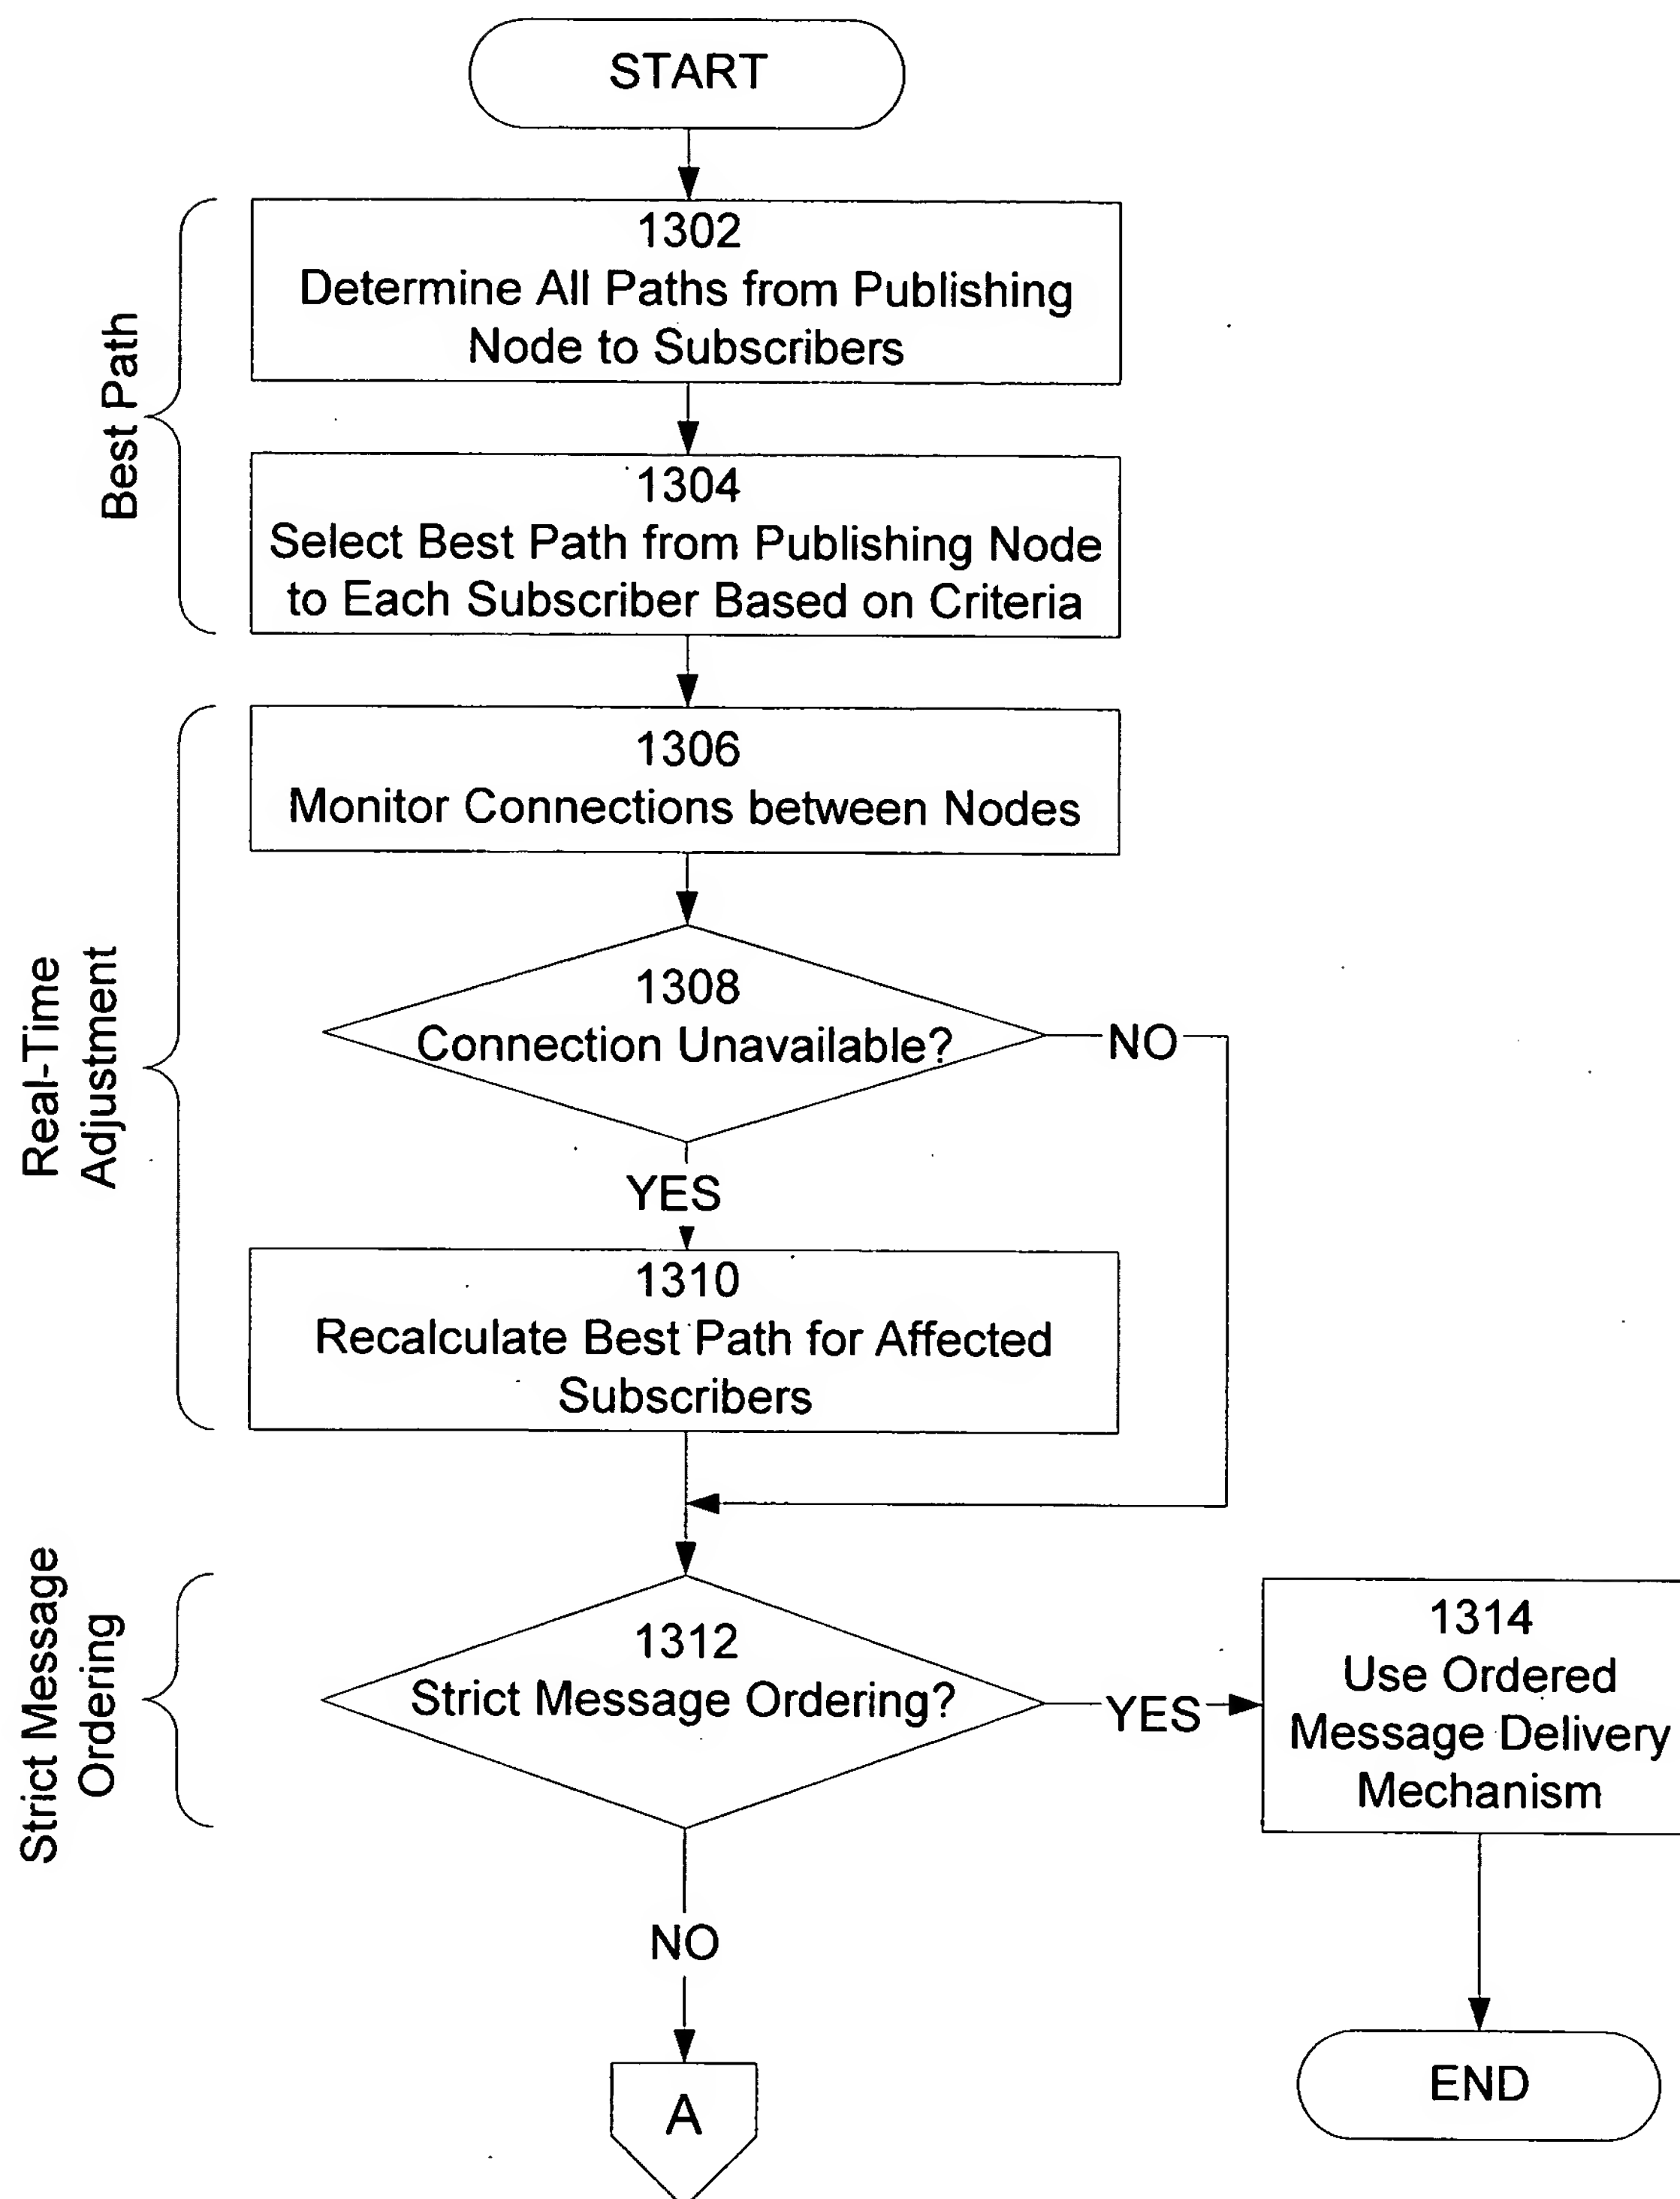 START
1302
Determine All Paths from Publishing
Node to Subscribers
Best Path
1304
Select Best Path from Publishing Node
to Each Subscriber Based on Criteria
1306
Monitor Connections between Nodes
Real-Time
Adjustment
1308
Connection Unavailable?
NO
YES
1310
Recalculate Best Path for Affected
Subscribers
Strict Message
Ordering
1312
Strict Message Ordering?
YES
1314
Use Ordered
Message Delivery
Mechanism
NO
A
END